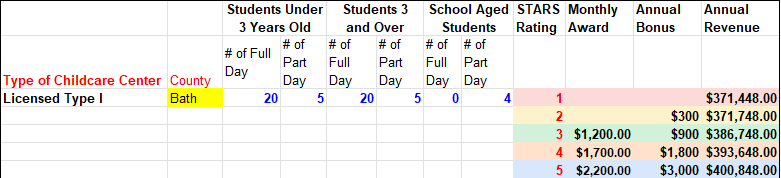 Students Under Students 3 School Aged STARS Monthly Annual Annual
3 Years Old and Over Students Rating Award Bonus Revenue
# of # of # of # of # of
# of Full Part Full Part Full Part
Type of Childcare Center County Day Day Day Day Day Day
Licensed Type I Bath 20 5 20 5 0 4 1 $371,448.00
2 $300 $371,748.00
3 $1,200.00 $900 $386,748.00
4 $1,700.00 $1,800 $393,648.00
5 $2,200.00 $3,000 $400,848.00